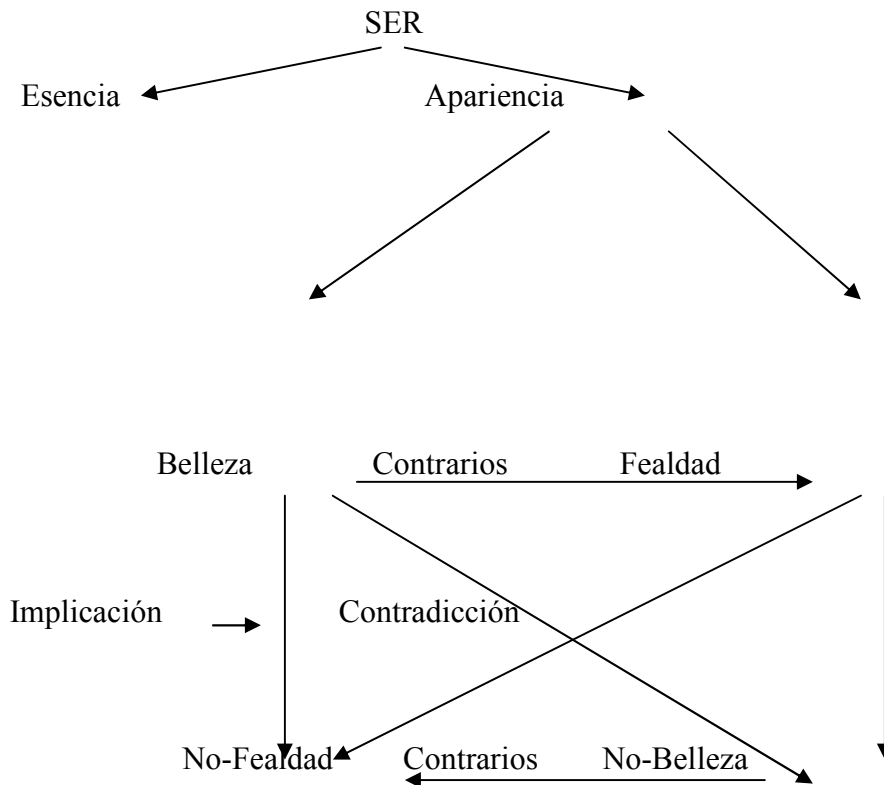 SER
Esencia Apariencia
Belleza Contrarios Fealdad
Implicación Contradicción
No-Fealdad Contrarios No-Belleza